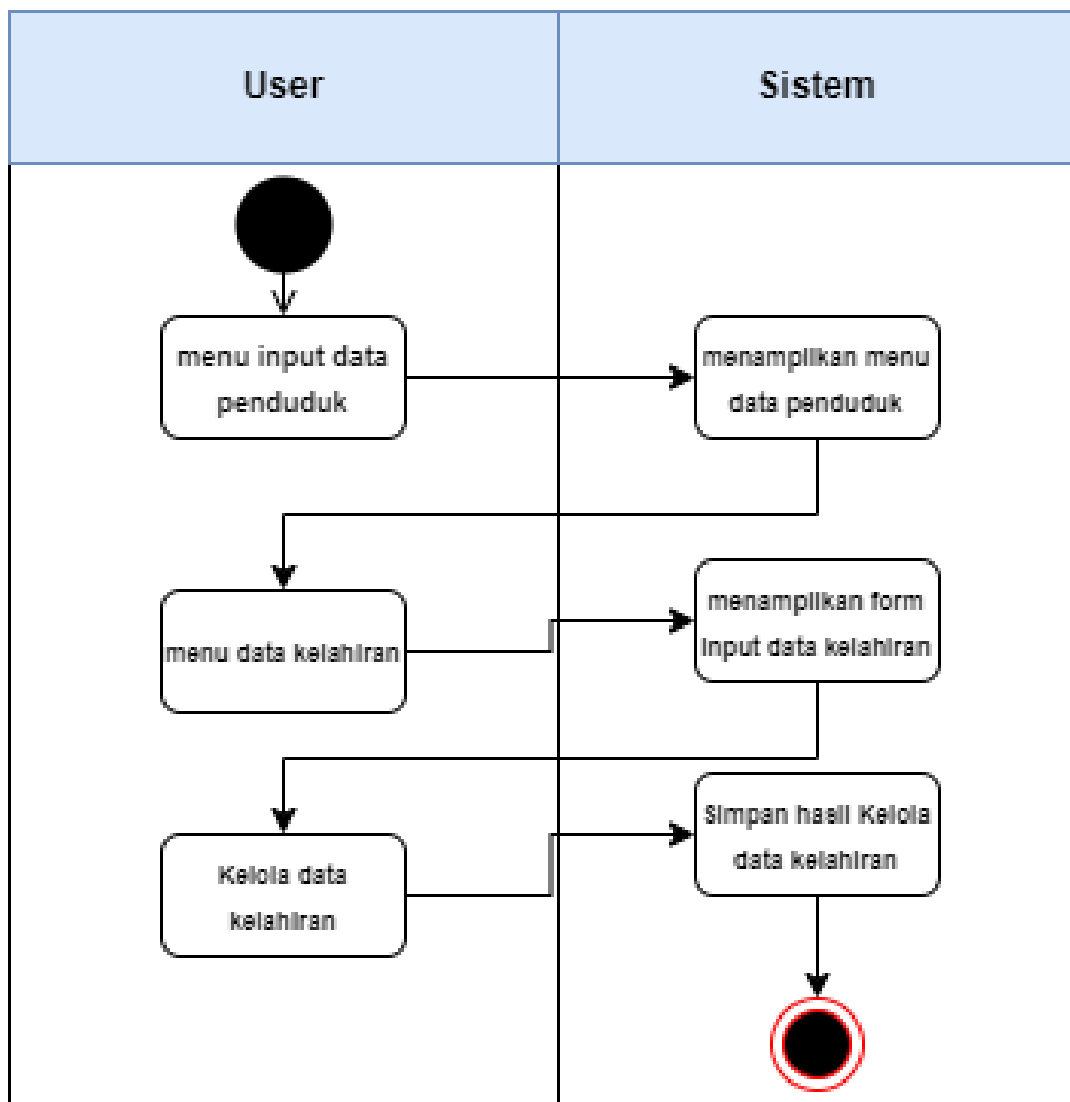 User
Sistem
menu input data
penduduk
menampilkan menu
data penduduk
menu data kelahiran
menampilkan form
input data kelahiran
Kelola data
kelahiran
Simpan hasil Kelola
data kelahiran